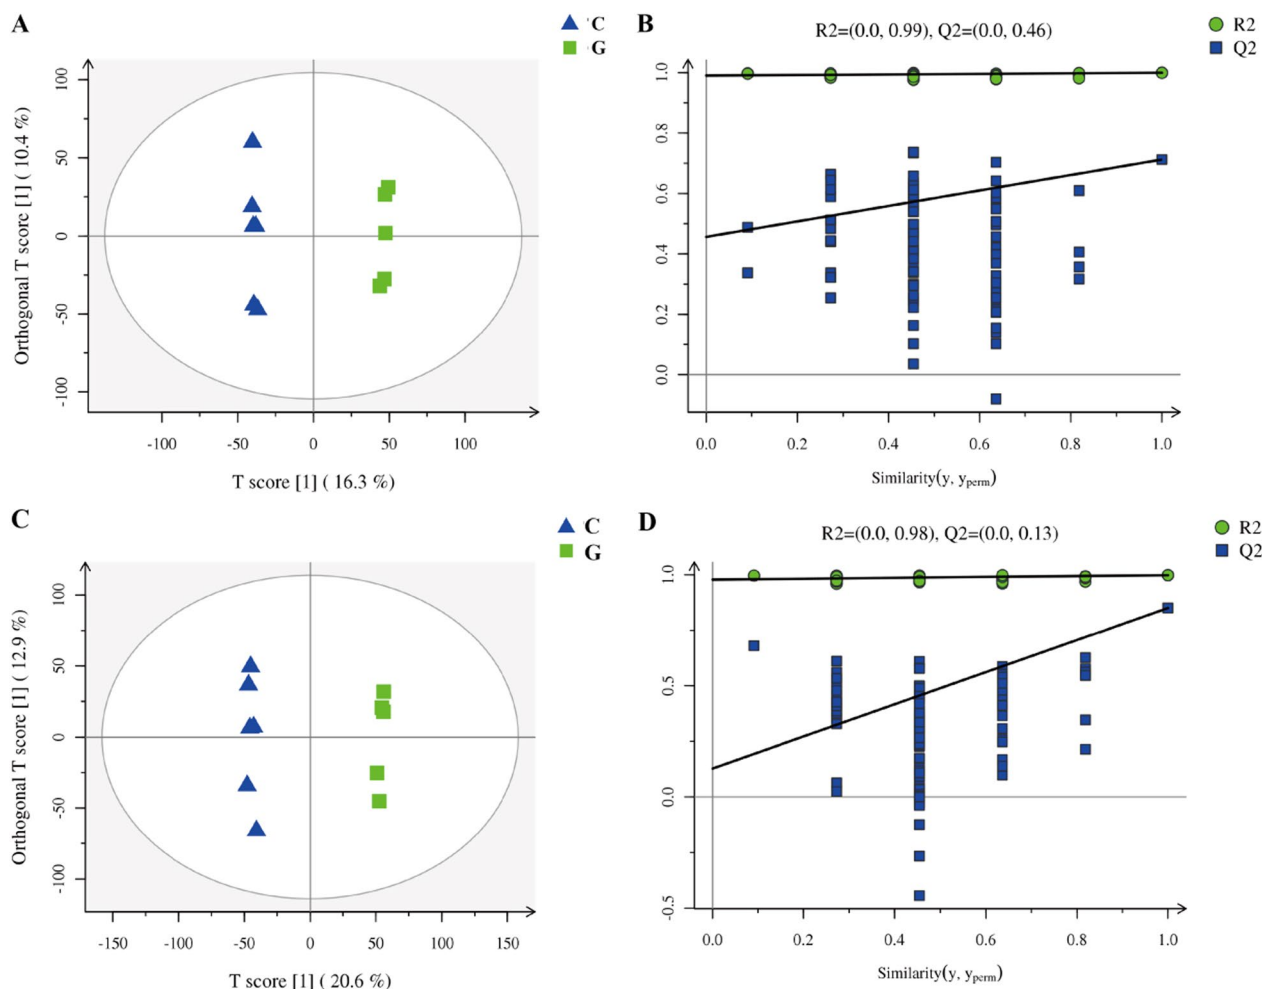 A
C
G
Orthogonal T score [1] ( 10.4 %)
100
50
0
-50
-100
-100 -50 0 50 100
T score [1] ( 16.3 %)
B
R2=(0.0, 0.99), Q2=(0.0, 0.46)
R2
Q2
1.0
0.8
0.6
0.4
0.2
0.0
0.0 0.2 0.4 0.6 0.8 1.0
Similarity(y, yperm)
C
C
G
Orthogonal T score [1] ( 12.9 %)
100
50
0
-50
-100
-150 -100 -50 0 50 100 150
T score [1] ( 20.6 %)
D
R2=(0.0, 0.98), Q2=(0.0, 0.13)
R2
Q2
1.0
0.5
0.0
-0.5
0.0 0.2 0.4 0.6 0.8 1.0
Similarity(y, yperm)